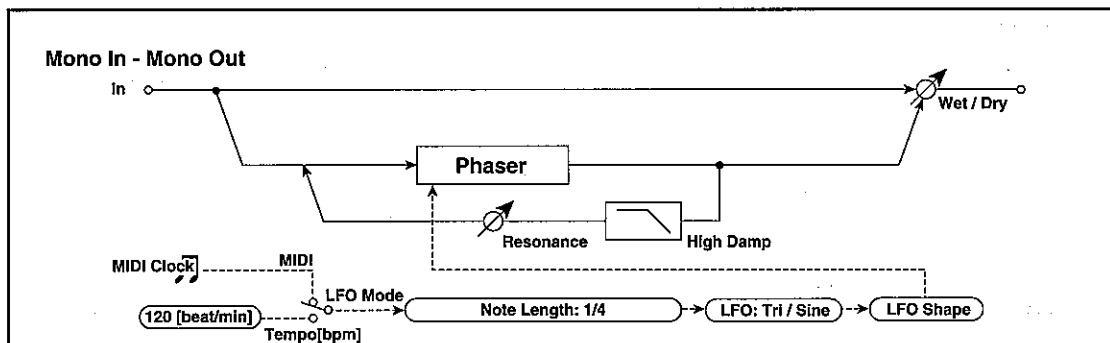 Mono In - Mono Out
In
Wet / Dry
Phaser
Resonance
High Damp
MIDI Clock
MIDI
LFO Mode
120 [beat/min]
Tempo[bpm]
Note Length: 1/4
LFO: Tri / Sine
LFO Shape